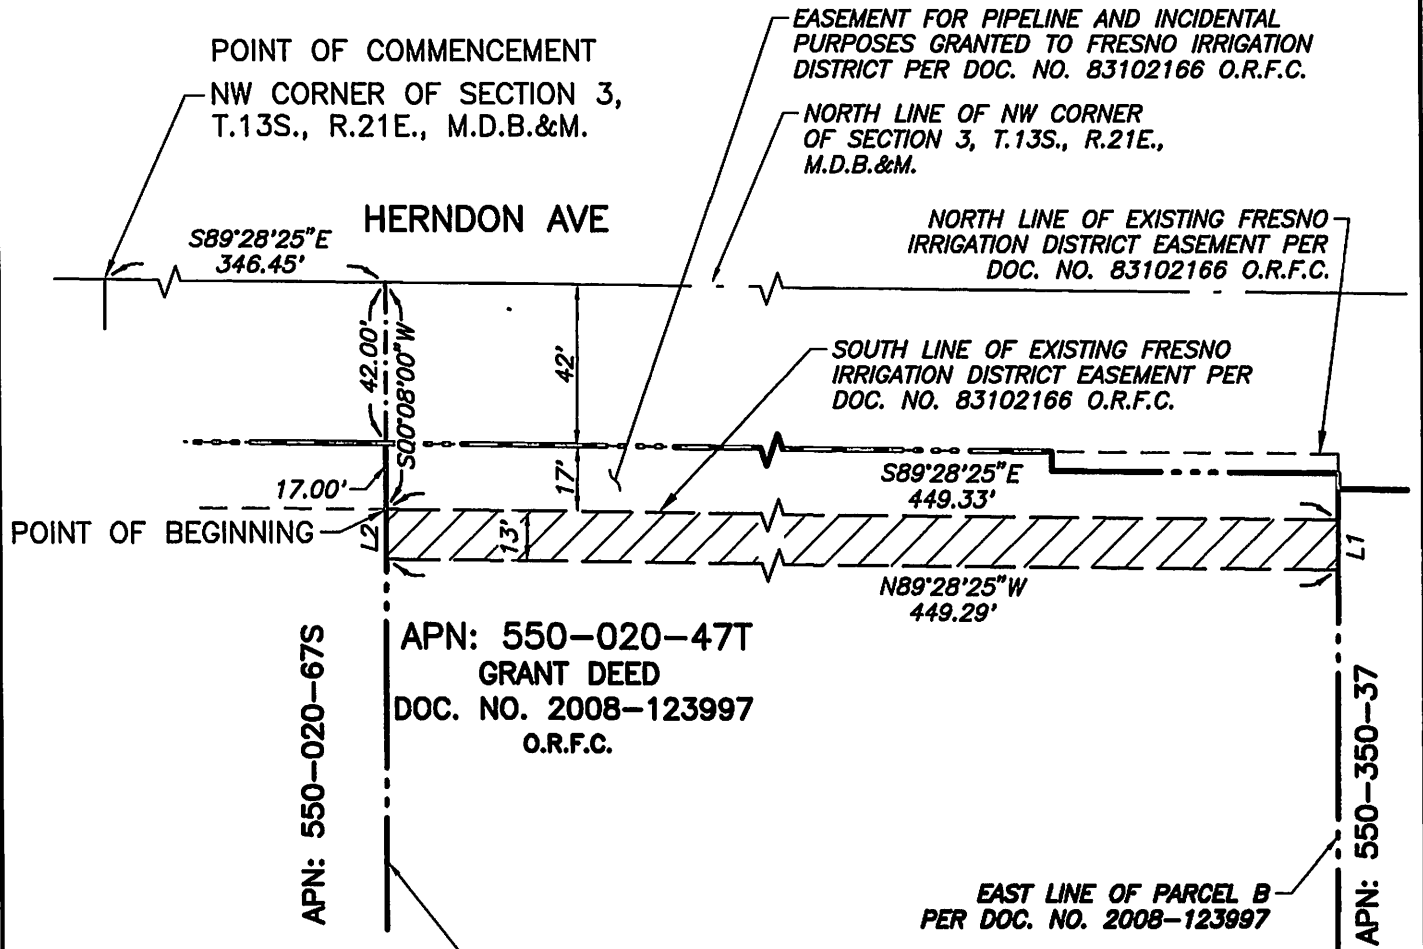 POINT OF COMMENCEMENT
NW CORNER OF SECTION 3,
T.13S., R.21E., M.D.B.&M.
EASEMENT FOR PIPELINE AND INCIDENTAL
PURPOSES GRANTED TO FRESNO IRRIGATION
DISTRICT PER DOC. NO. 83102166 O.R.F.C.
NORTH LINE OF NW CORNER
OF SECTION 3, T.13S., R.21E.,
M.D.B.&M.
HERNDON AVE
S89°28'25"E
346.45'
NORTH LINE OF EXISTING FRESNO
IRRIGATION DISTRICT EASEMENT PER
DOC. NO. 83102166 O.R.F.C.
42.00'
S00°08'00"W
42'
SOUTH LINE OF EXISTING FRESNO
IRRIGATION DISTRICT EASEMENT PER
DOC. NO. 83102166 O.R.F.C.
17.00'
17'
S89°28'25"E
449.33'
POINT OF BEGINNING
L2
13'
L1
N89°28'25"W
449.29'
APN: 550-020-67S
APN: 550-020-47T
GRANT DEED
DOC. NO. 2008-123997
O.R.F.C.
APN: 550-350-37
EAST LINE OF PARCEL B
PER DOC. NO. 2008-123997